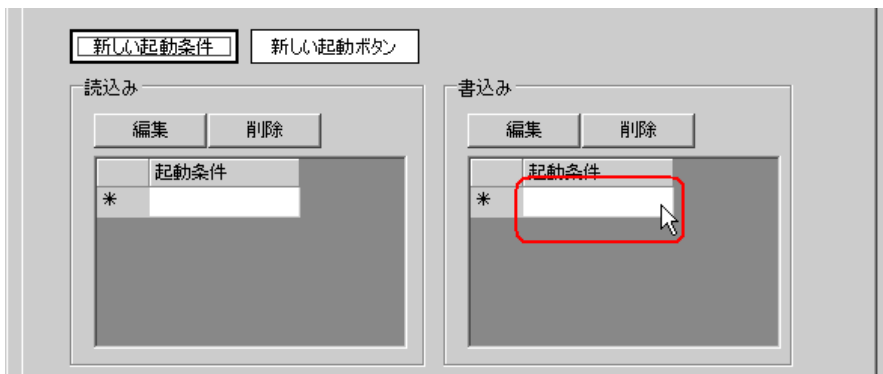 新しい起動条件 新しい起動ボタン
読込み
編集 削除
起動条件
*
書込み
編集 削除
起動条件
*